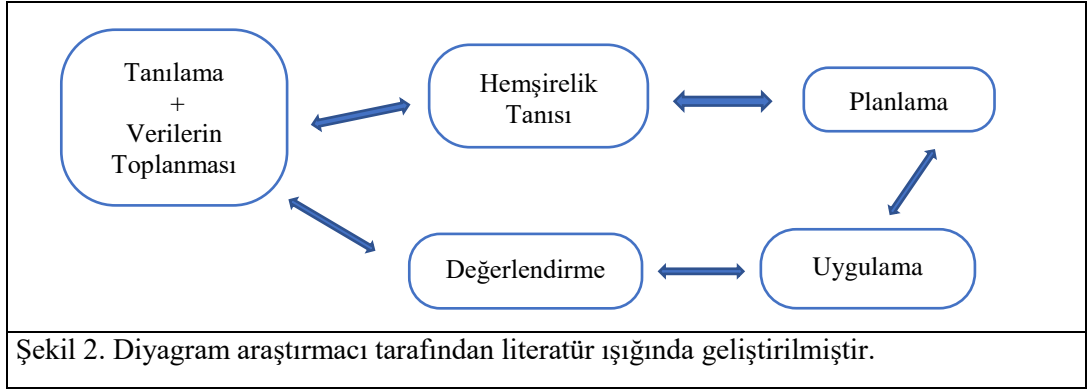 Tanılama
+
Verilerin
Toplanması
Hemşirelik
Tanısı
Planlama
Değerlendirme
Uygulama
Şekil 2. Diyagram araştırmacı tarafından literatür ışığında geliştirilmiştir.